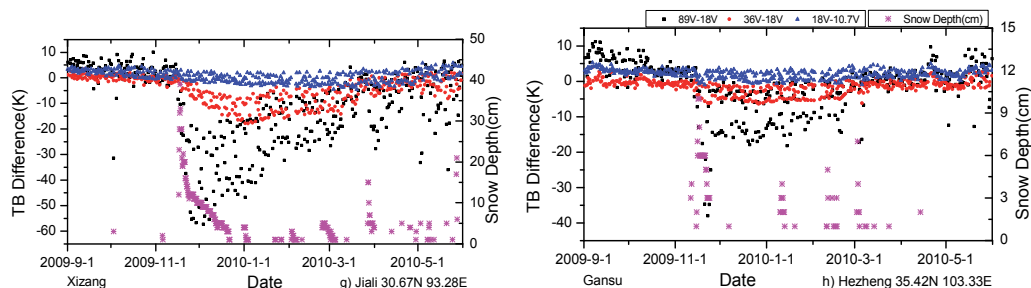 89V-18V 36V-18V 18V-10.7V Snow Depth(cm)
TB Difference(K)
10
0
-10
-20
-30
-40
-50
-60
50
40
30
20
10
0
Snow Depth(cm)
2009-9-1 2009-11-1 2010-1-1 2010-3-1 2010-5-1
Xizang Date g) Jiali 30.67N 93.28E
TB Difference(K)
10
0
-10
-20
-30
-40
15
12
9
6
3
0
Snow Depth(cm)
2009-9-1 2009-11-1 2010-1-1 2010-3-1 2010-5-1
Gansu Date h) Hezheng 35.42N 103.33E